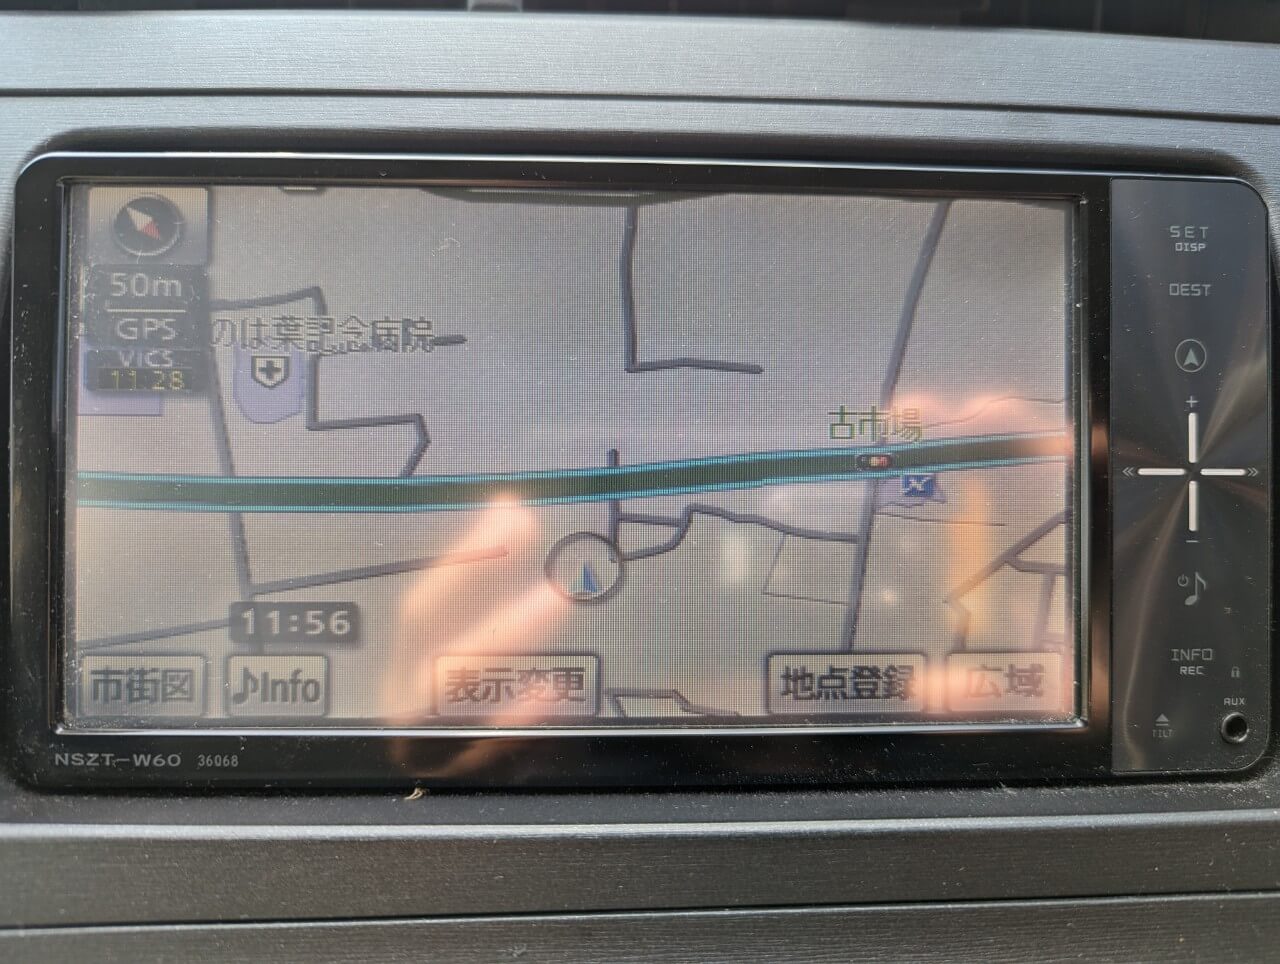 50m
GPS
VICS
11:28
のは葉記念病院
古市場
11:56
市街図
♪Info
表示変更
地点登録
広域
NSZT-W60 36068
SET
DISP
DEST
+
−
INFO
REC
AUX
TILT